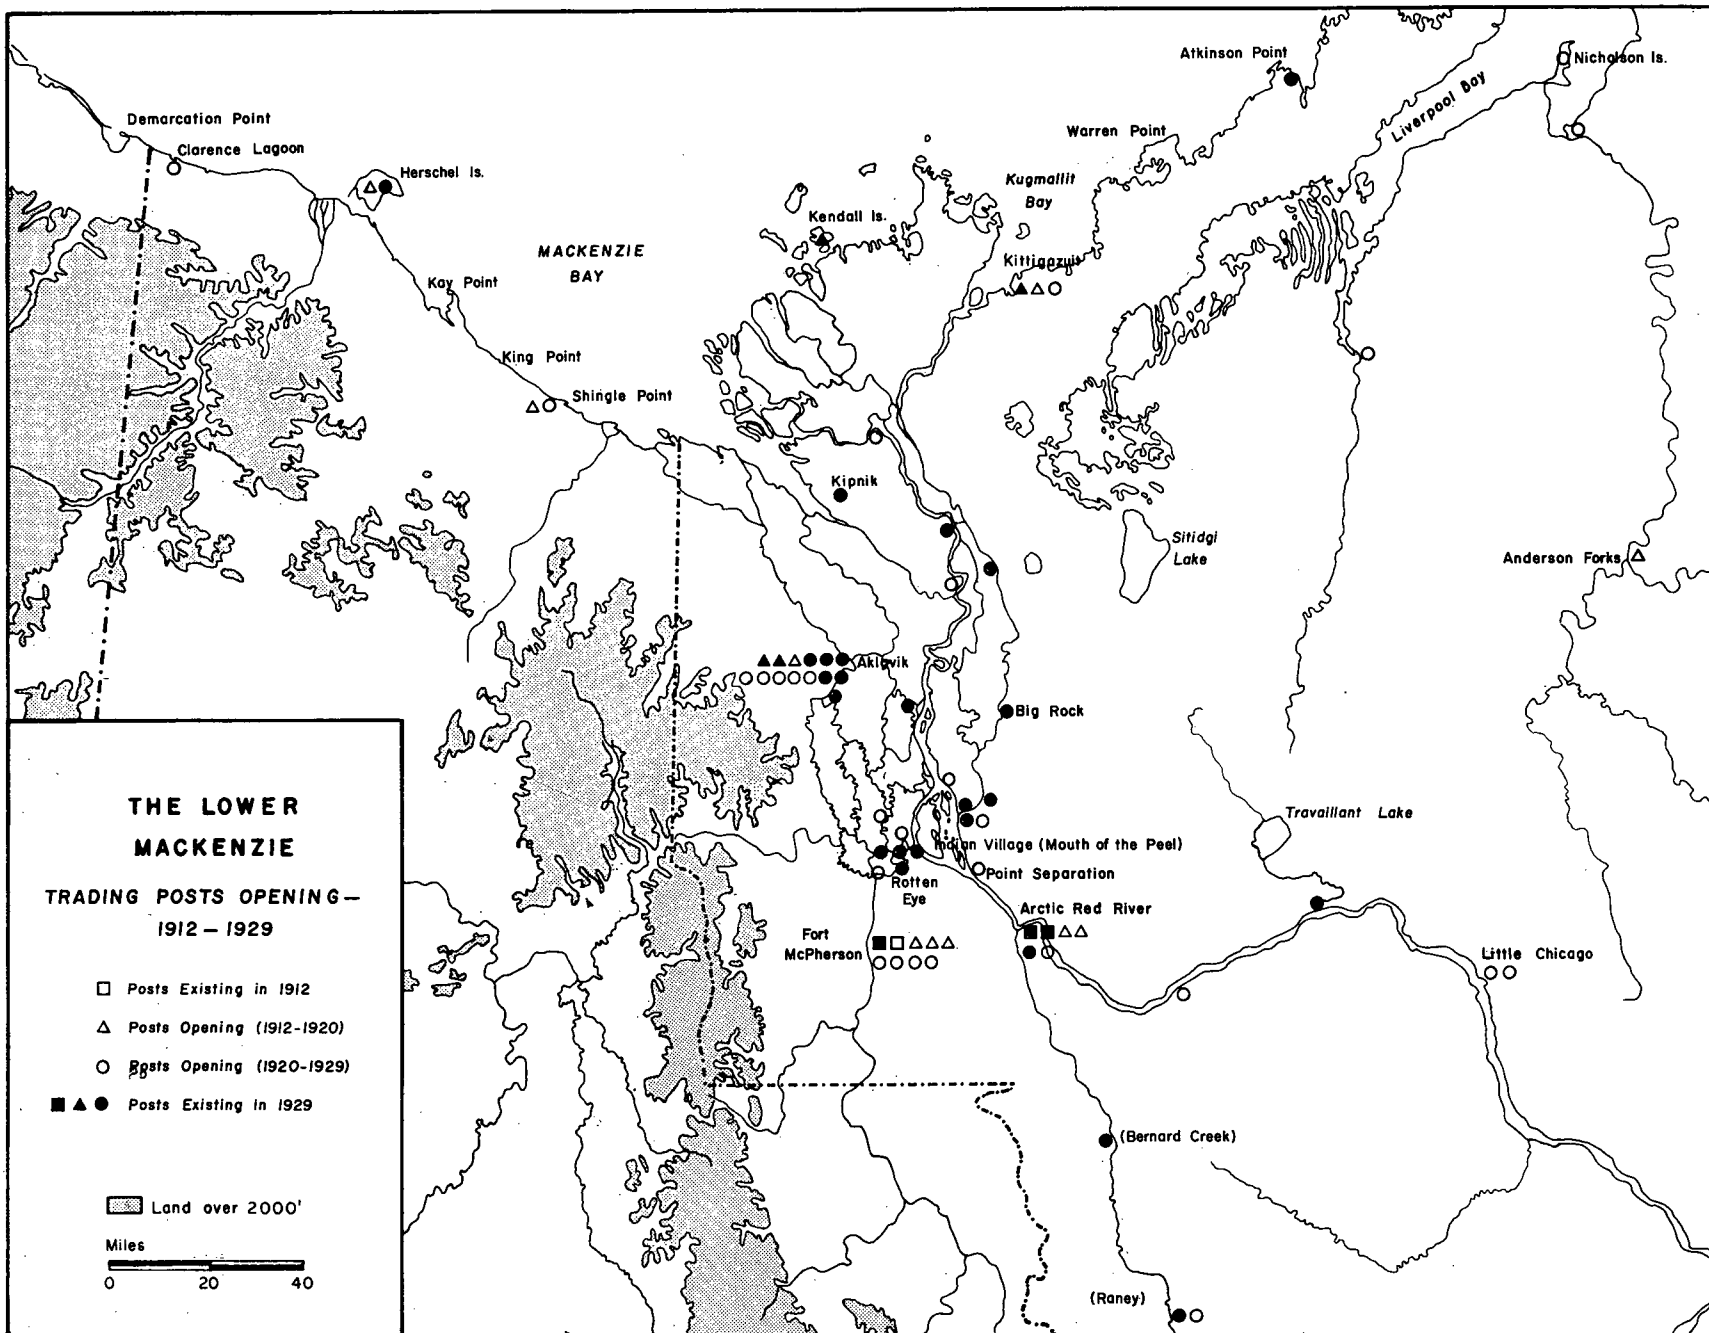 Atkinson Point
Nicholson Is.
Liverpool Bay
Warren Point
Demarcation Point
Clarence Lagoon
Herschel Is.
Kugmallit
Bay
Kendall Is.
MACKENZIE
BAY
Kittigazuit
Kay Point
King Point
Shingle Point
Kipnik
Sitidgi
Lake
Anderson Forks
Aklavik
Big Rock
Travaillant Lake
Indian Village (Mouth of the Peel)
Point Separation
Rotten
Eye
Arctic Red River
Fort
McPherson
Little Chicago
(Bernard Creek)
(Raney)
THE LOWER
MACKENZIE
TRADING POSTS OPENING—
1912 — 1929
Posts Existing in 1912
Posts Opening (1912-1920)
Posts Opening (1920-1929)
Posts Existing in 1929
Land over 2000'
Miles
0 20 40